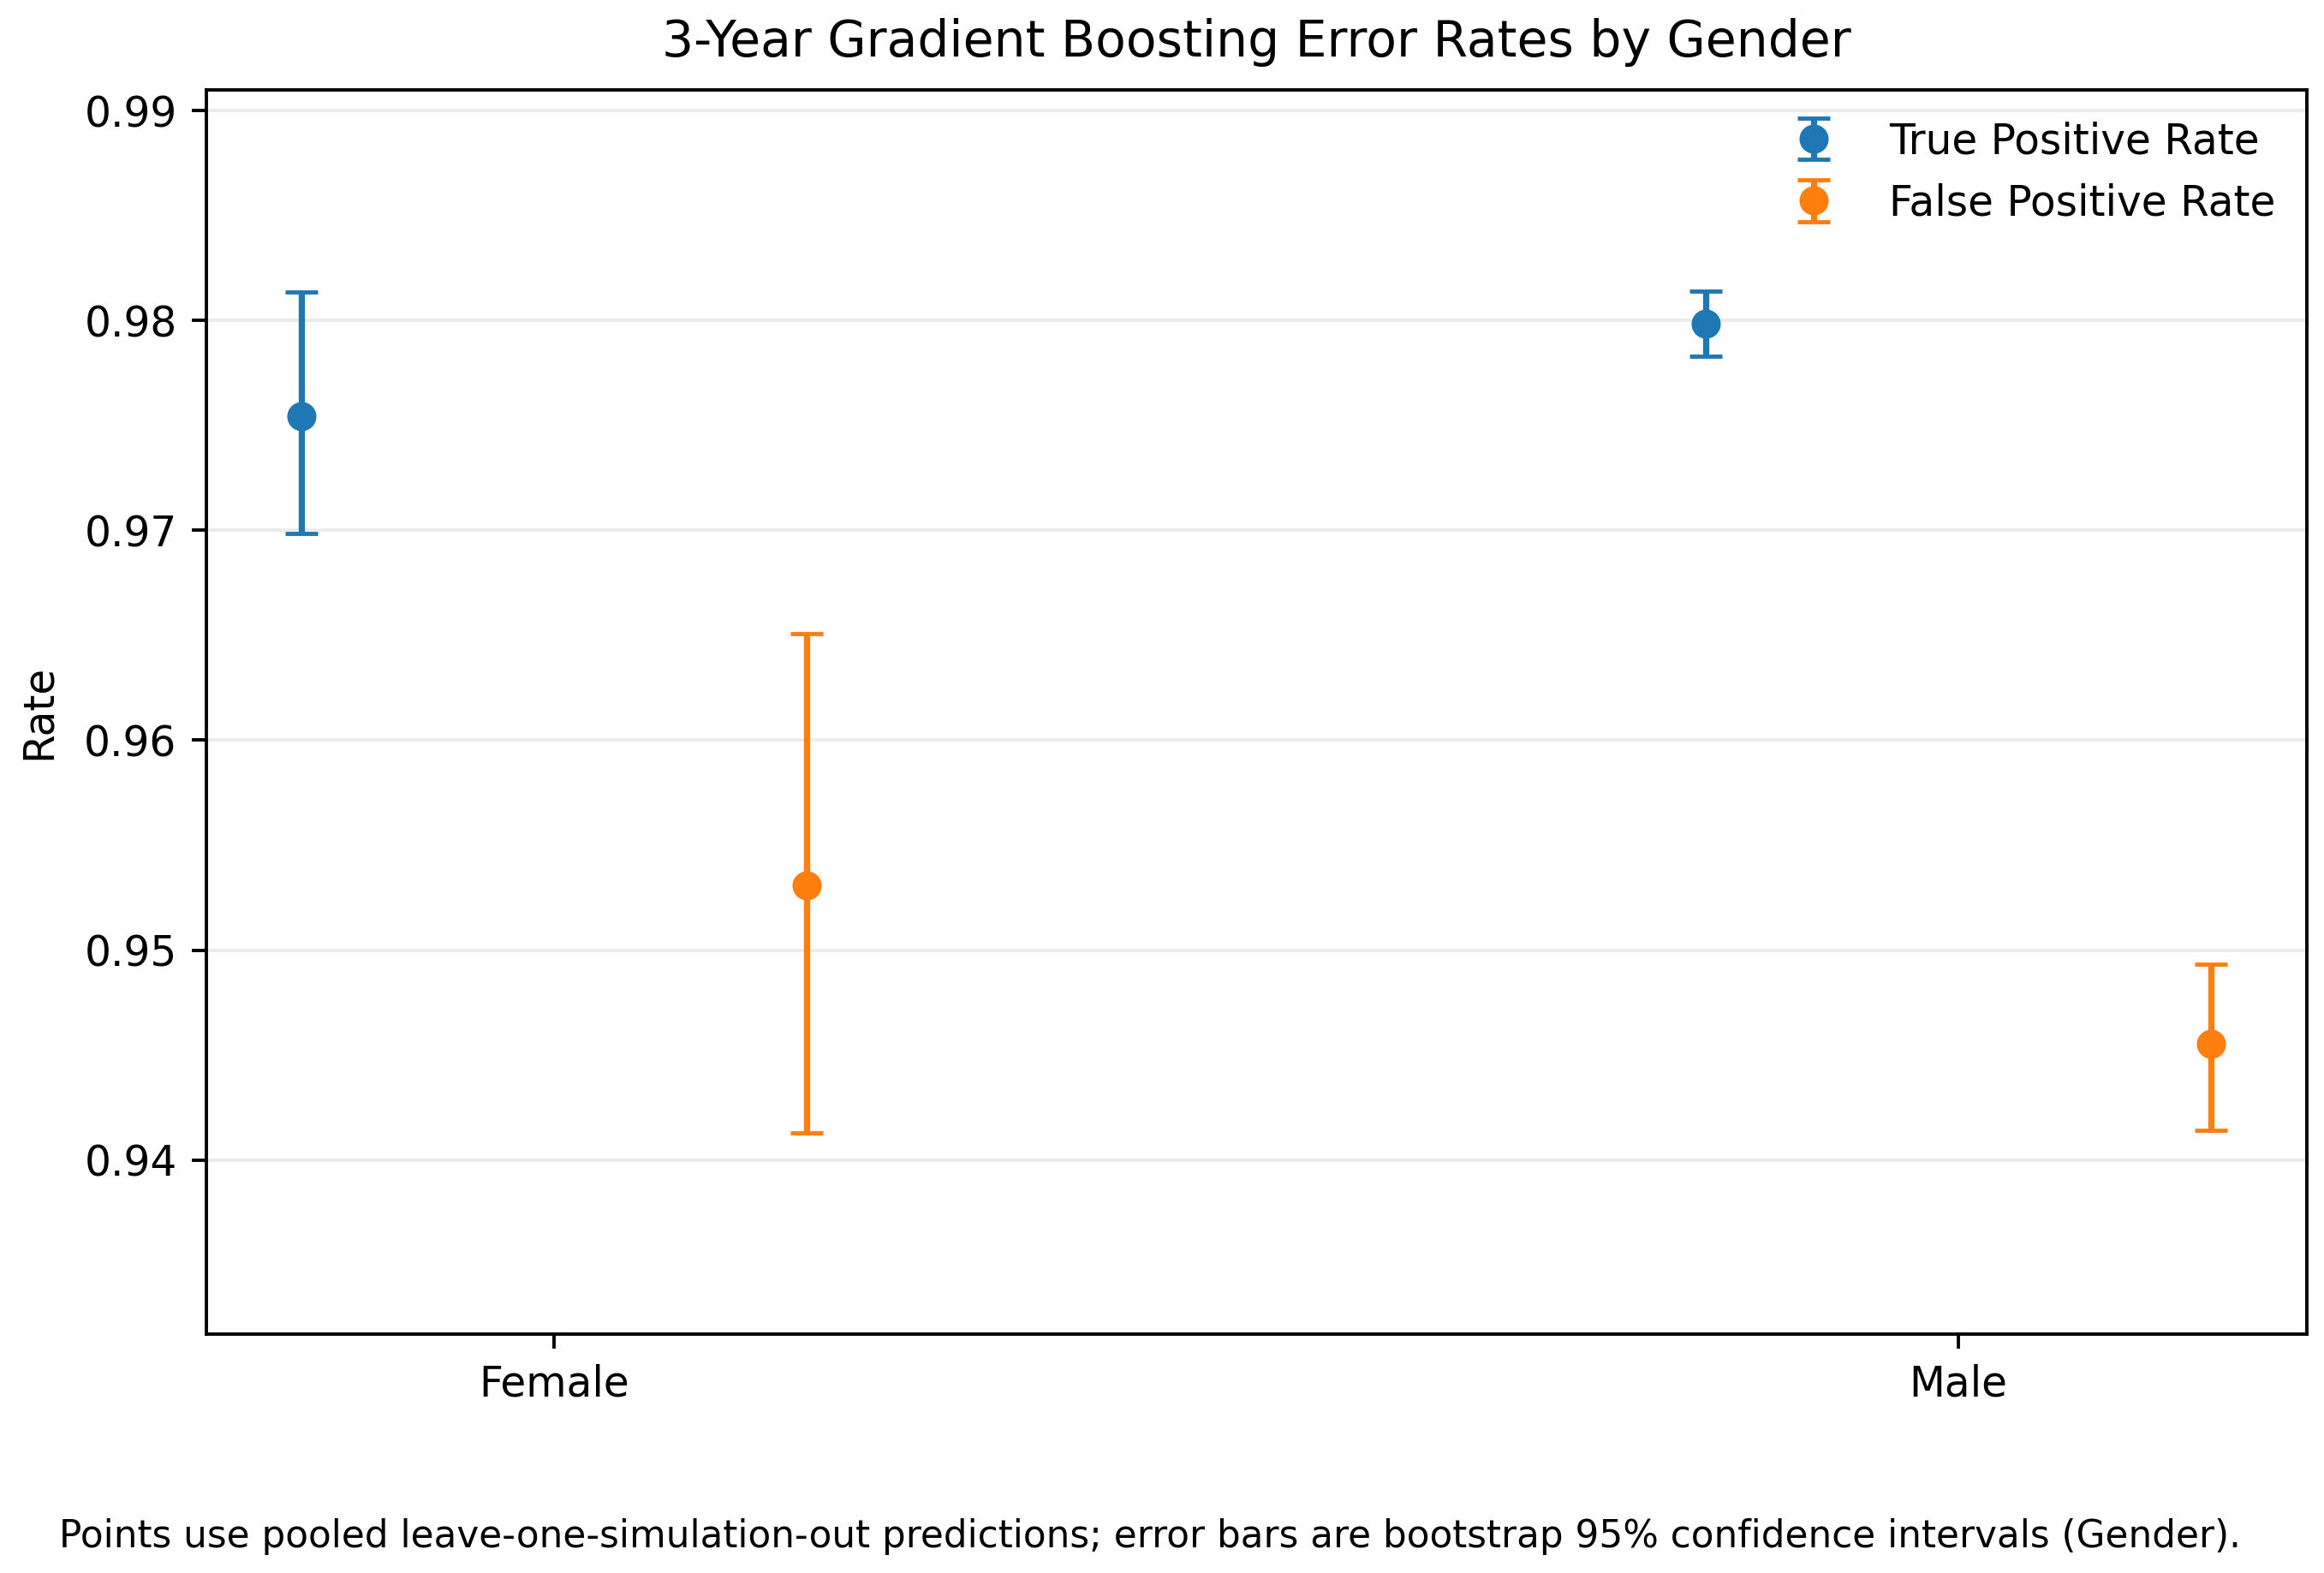 3-Year Gradient Boosting Error Rates by Gender
0.99
True Positive Rate
False Positive Rate
0.98
0.97
0.96
0.95
0.94
Rate
Female
Male
Points use pooled leave-one-simulation-out predictions; error bars are bootstrap 95% confidence intervals (Gender).